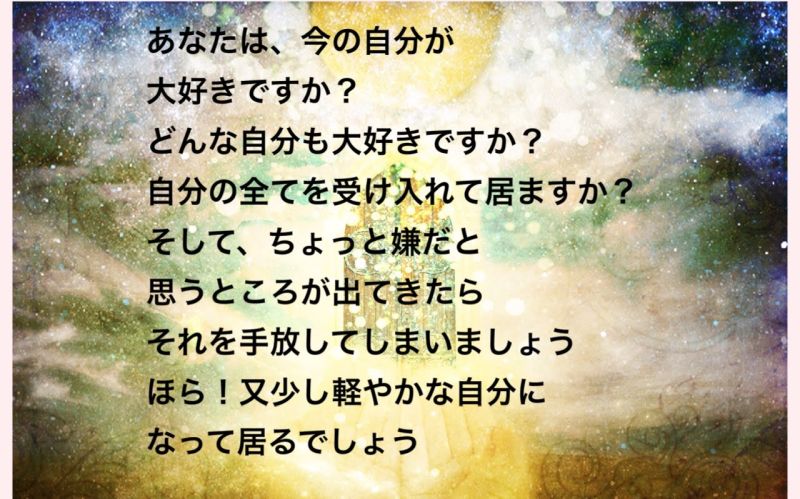 あなたは、今の自分が
大好きですか？
どんな自分も大好きですか？
自分の全てを受け入れて居ますか？
そして、ちょっと嫌だと
思うところが出てきたら
それを手放してしまいましょう
ほら！又少し軽やかな自分に
なって居るでしょう